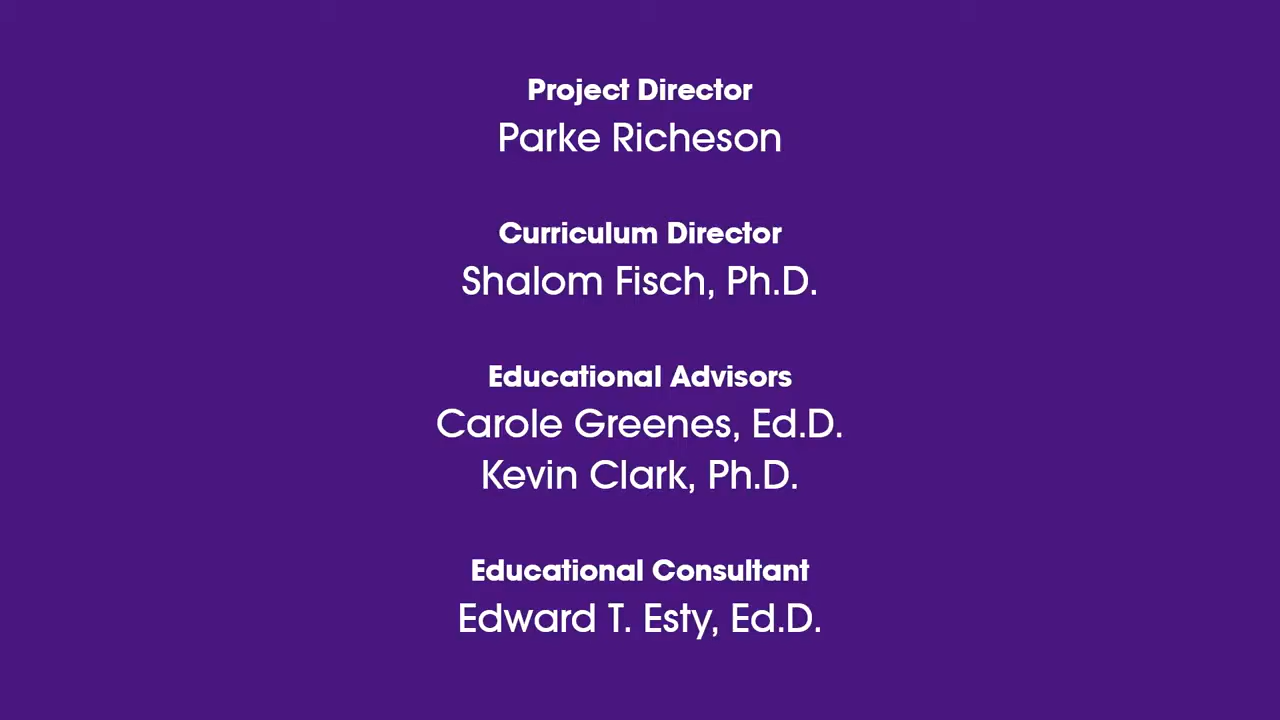 Project Director
Parke Richeson
Curriculum Director
Shalom Fisch, Ph.D.
Educational Advisors
Carole Greenes, Ed.D.
Kevin Clark, Ph.D.
Educational Consultant
Edward T. Esty, Ed.D.